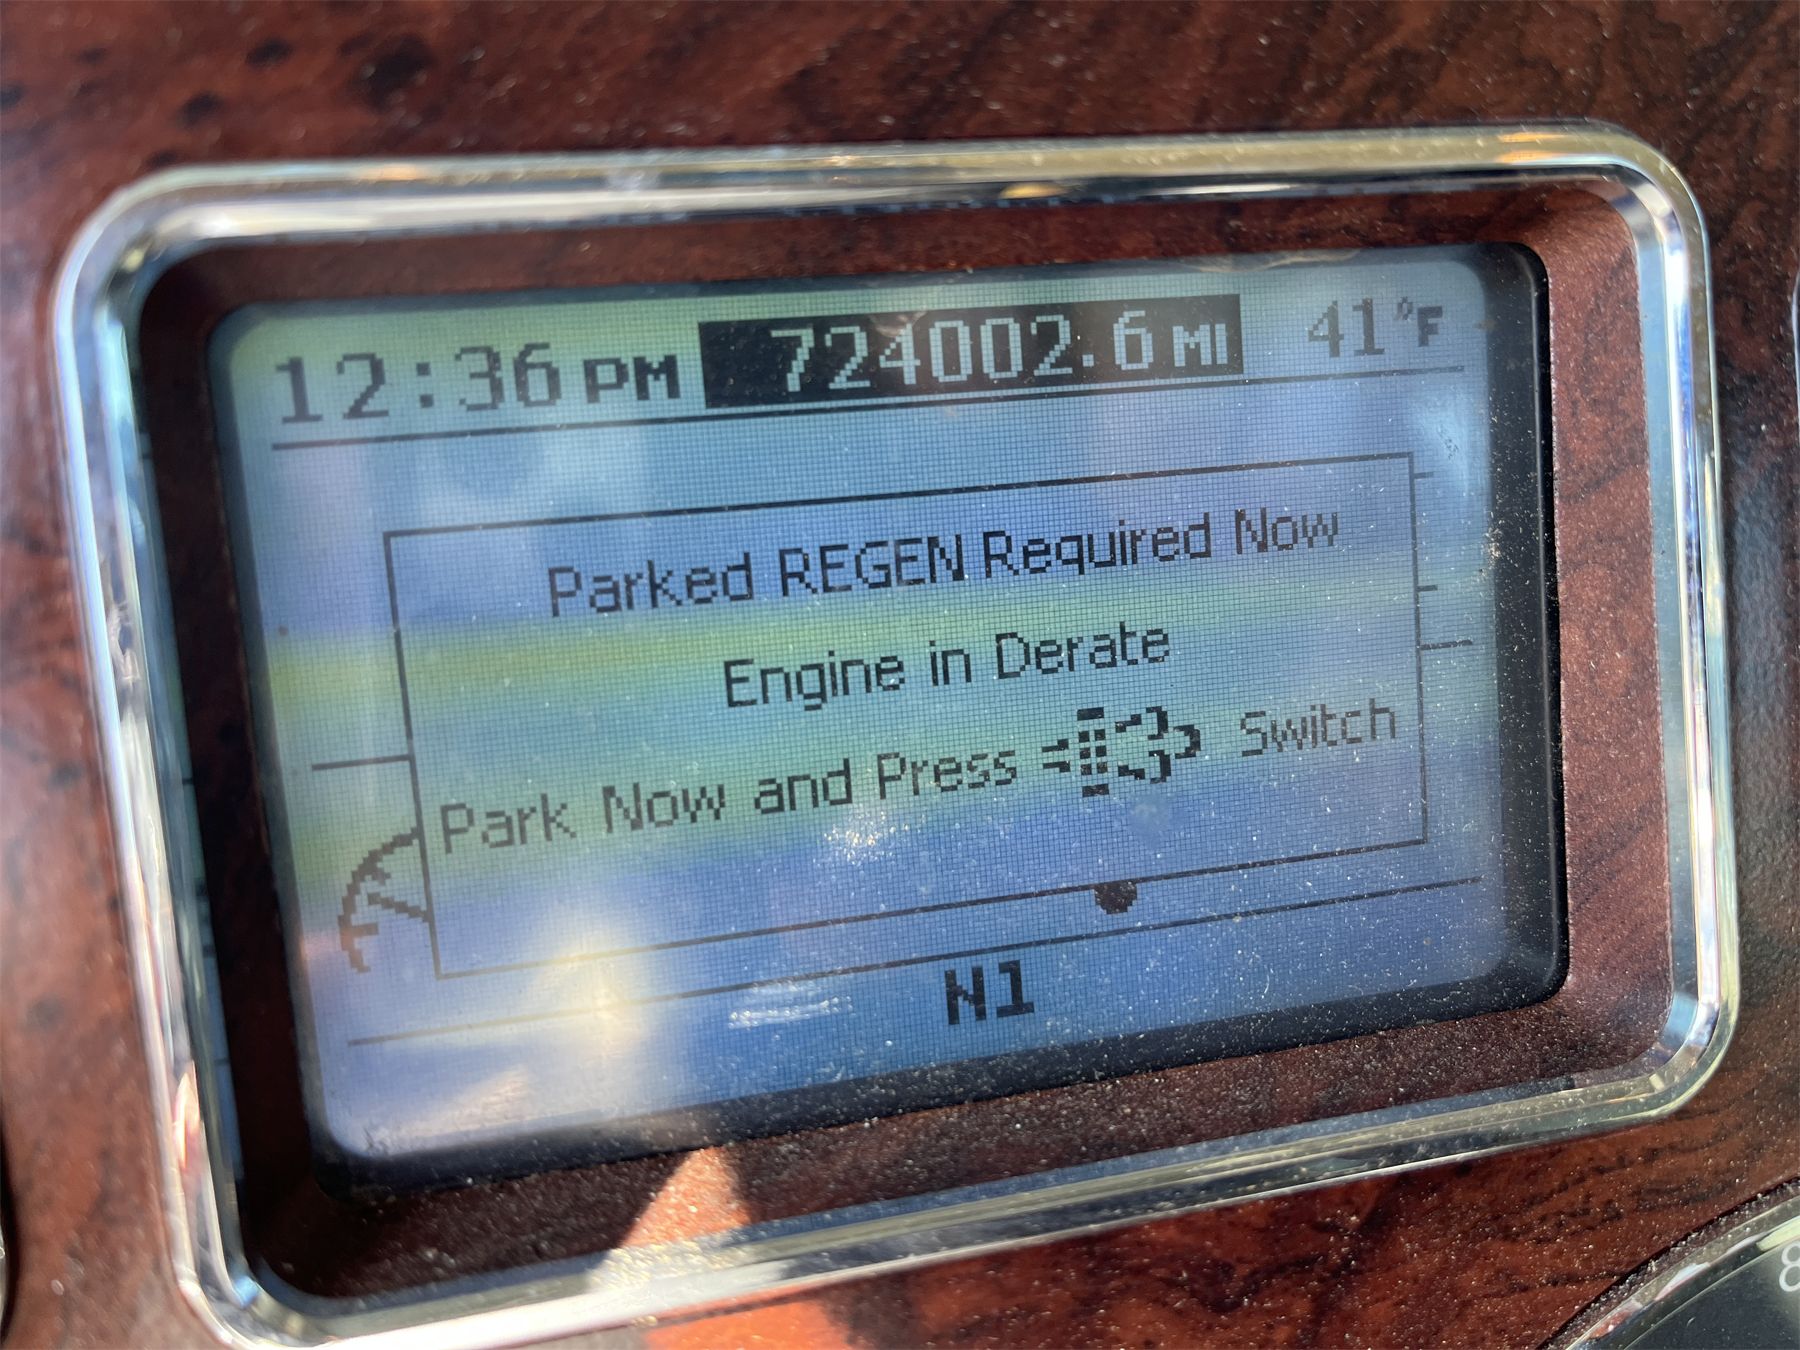 12:36 PM 724002.6 MI 41°F
Parked REGEN Required Now
Engine in Derate
Park Now and Press Switch
N1
8